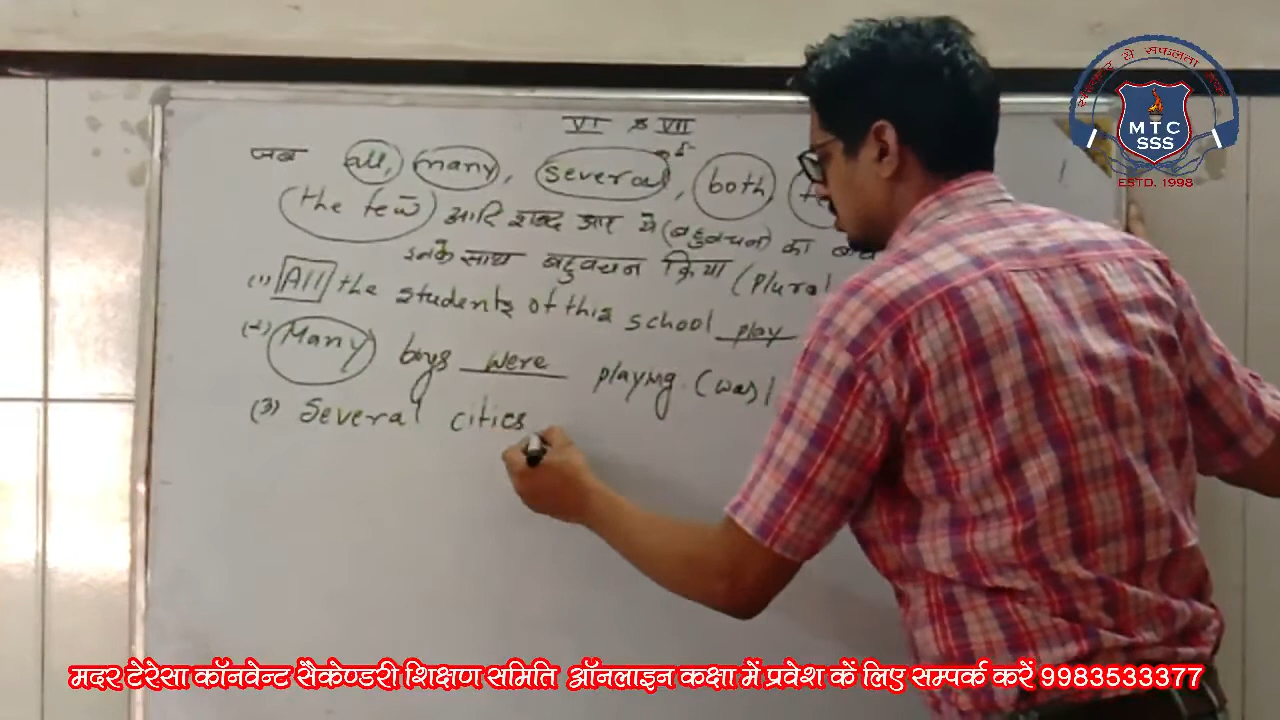 VI & VII
जब all, many, several, both,
(the few) आदि शब्द आए ये (बहुवचन) का
इनके साथ बहुवचन क्रिया (Plural
(1) All the students of this school play
(2) Many boys were playing. (was)
(3) Several cities
MTC
SSS
ESTD. 1998
मदर टेरेसा कॉनवेन्ट सैकेण्डरी शिक्षण समिति ऑनलाइन कक्षा में प्रवेश कें लिए सम्पर्क करें 9983533377